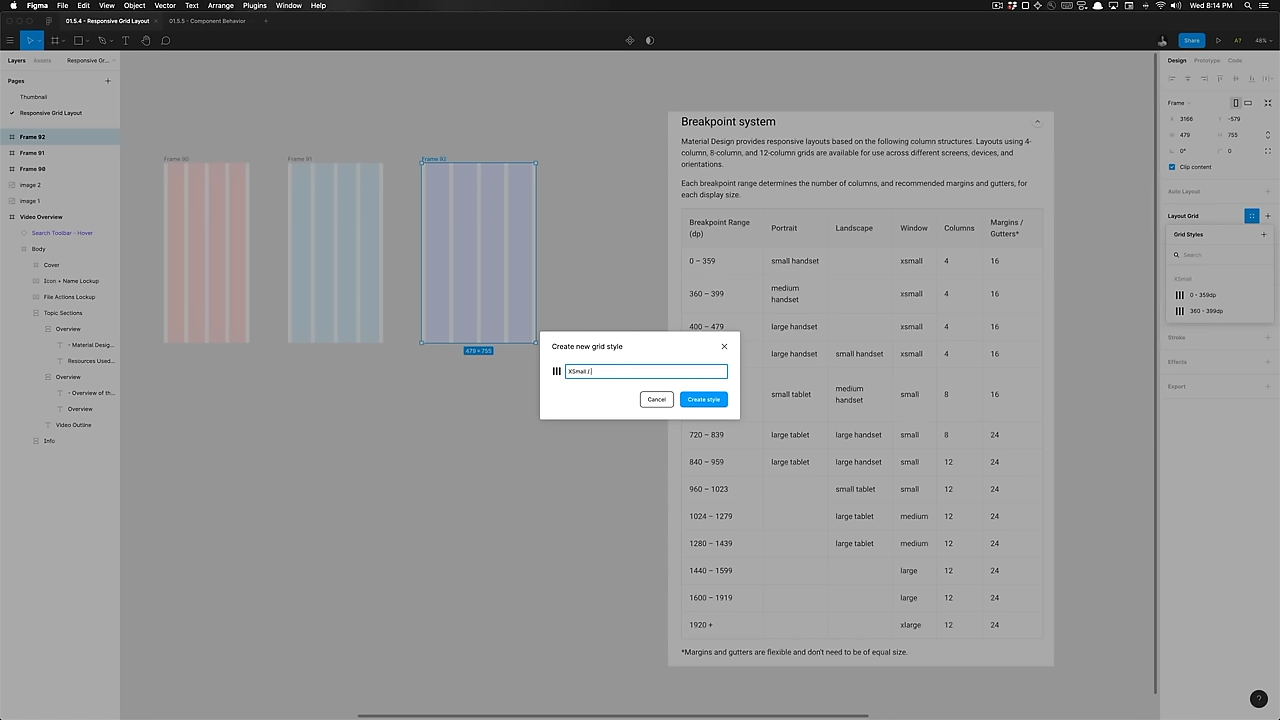 Figma File Edit View Object Vector Text Arrange Plugins Window Help Wed 8:14 PM
01.5.4 - Responsive Grid Layout 01.5.5 - Component Behavior
Share A? 48%
Layers Assets Responsive Gr...
Pages
Thumbnail
Responsive Grid Layout
Frame 92
Frame 91
Frame 90
image 2
image 1
Video Overview
Search Toolbar - Hover
Body
Cover
Icon + Name Lockup
File Actions Lockup
Topic Sections
Overview
- Material Desig...
Resources Used...
Overview
- Overview of th...
Overview
Video Outline
Info
Frame 90
Frame 91
Frame 92
479 × 755
Create new grid style
XSmall /
Cancel
Create style
Breakpoint system
Material Design provides responsive layouts based on the following column structures. Layouts using 4-
column, 8-column, and 12-column grids are available for use across different screens, devices, and
orientations.
Each breakpoint range determines the number of columns, and recommended margins and gutters, for
each display size.
Breakpoint Range (dp) Portrait Landscape Window Columns Margins / Gutters*
0 – 359 small handset xsmall 4 16
360 – 399 medium handset xsmall 4 16
400 – 479 large handset xsmall 4 16
large handset small handset xsmall 4 16
small tablet medium handset small 8 16
720 – 839 large tablet large handset small 8 24
840 – 959 large tablet large handset small 12 24
960 – 1023 small tablet small 12 24
1024 – 1279 large tablet medium 12 24
1280 – 1439 large tablet medium 12 24
1440 – 1599 large 12 24
1600 – 1919 large 12 24
1920 + xlarge 12 24
*Margins and gutters are flexible and don't need to be of equal size.
Design Prototype Code
Frame
X 3166 Y -579
W 479 H 755
0° 0
Clip content
Auto Layout
Layout Grid
Grid Styles
Search
XSmall
0 - 359dp
360 - 399dp
Stroke
Effects
Export
?